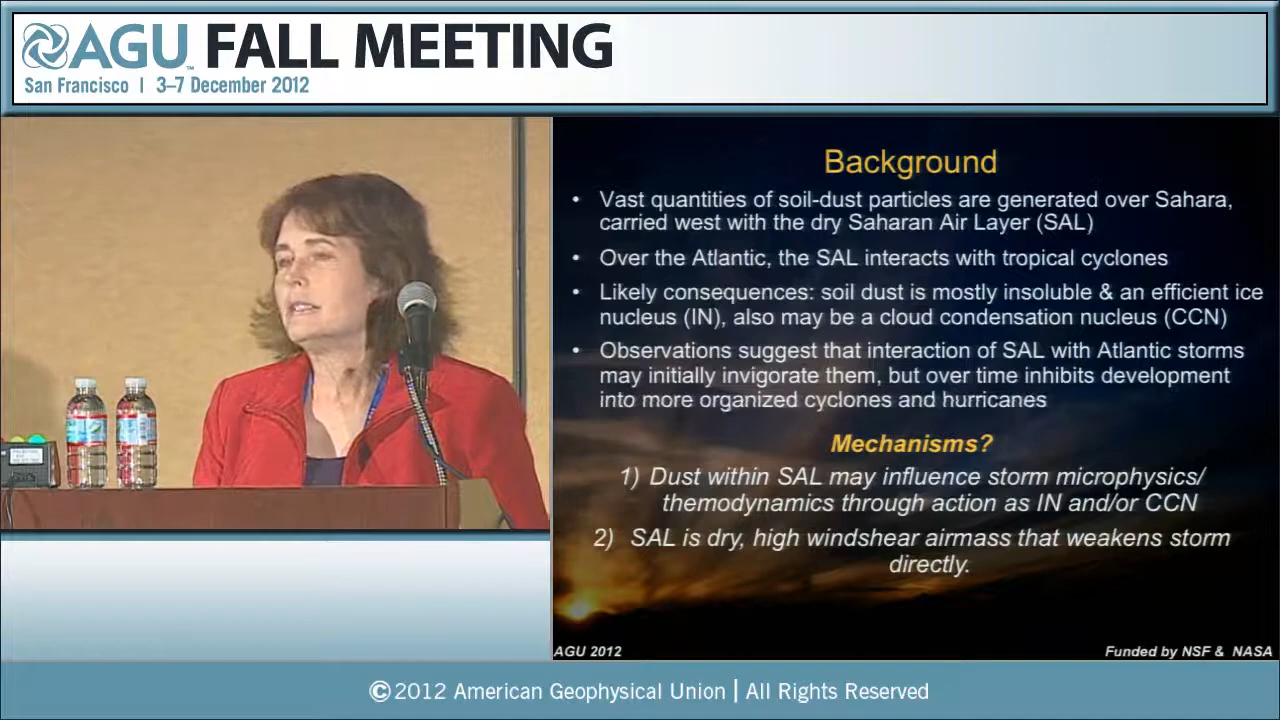 AGU FALL MEETING
San Francisco | 3–7 December 2012
Background
• Vast quantities of soil-dust particles are generated over Sahara,
carried west with the dry Saharan Air Layer (SAL)
• Over the Atlantic, the SAL interacts with tropical cyclones
• Likely consequences: soil dust is mostly insoluble & an efficient ice
nucleus (IN), also may be a cloud condensation nucleus (CCN)
• Observations suggest that interaction of SAL with Atlantic storms
may initially invigorate them, but over time inhibits development
into more organized cyclones and hurricanes
Mechanisms?
1) Dust within SAL may influence storm microphysics/
themodynamics through action as IN and/or CCN
2) SAL is dry, high windshear airmass that weakens storm
directly.
AGU 2012
Funded by NSF & NASA
©2012 American Geophysical Union | All Rights Reserved